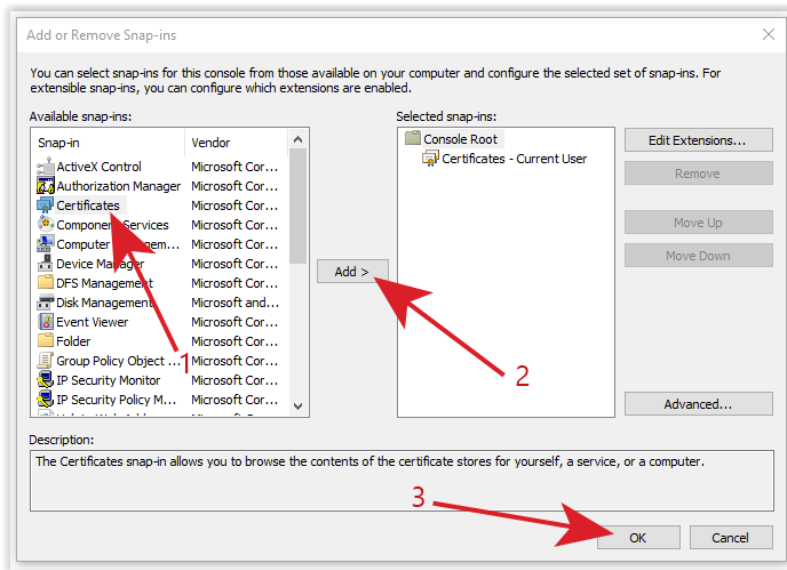 Add or Remove Snap-ins
You can select snap-ins for this console from those available on your computer and configure the selected set of snap-ins. For
extensible snap-ins, you can configure which extensions are enabled.
Available snap-ins:
Selected snap-ins:
Snap-in Vendor
ActiveX Control Microsoft Cor...
Authorization Manager Microsoft Cor...
Certificates Microsoft Cor...
Component Services Microsoft Cor...
Computer Managem... Microsoft Cor...
Device Manager Microsoft Cor...
DFS Management Microsoft Cor...
Disk Management Microsoft and...
Event Viewer Microsoft Cor...
Folder Microsoft Cor...
Group Policy Object ... Microsoft Cor...
IP Security Monitor Microsoft Cor...
IP Security Policy M... Microsoft Cor...
1
Add >
2
Console Root
Certificates - Current User
Edit Extensions...
Remove
Move Up
Move Down
Advanced...
Description:
The Certificates snap-in allows you to browse the contents of the certificate stores for yourself, a service, or a computer.
3
OK Cancel